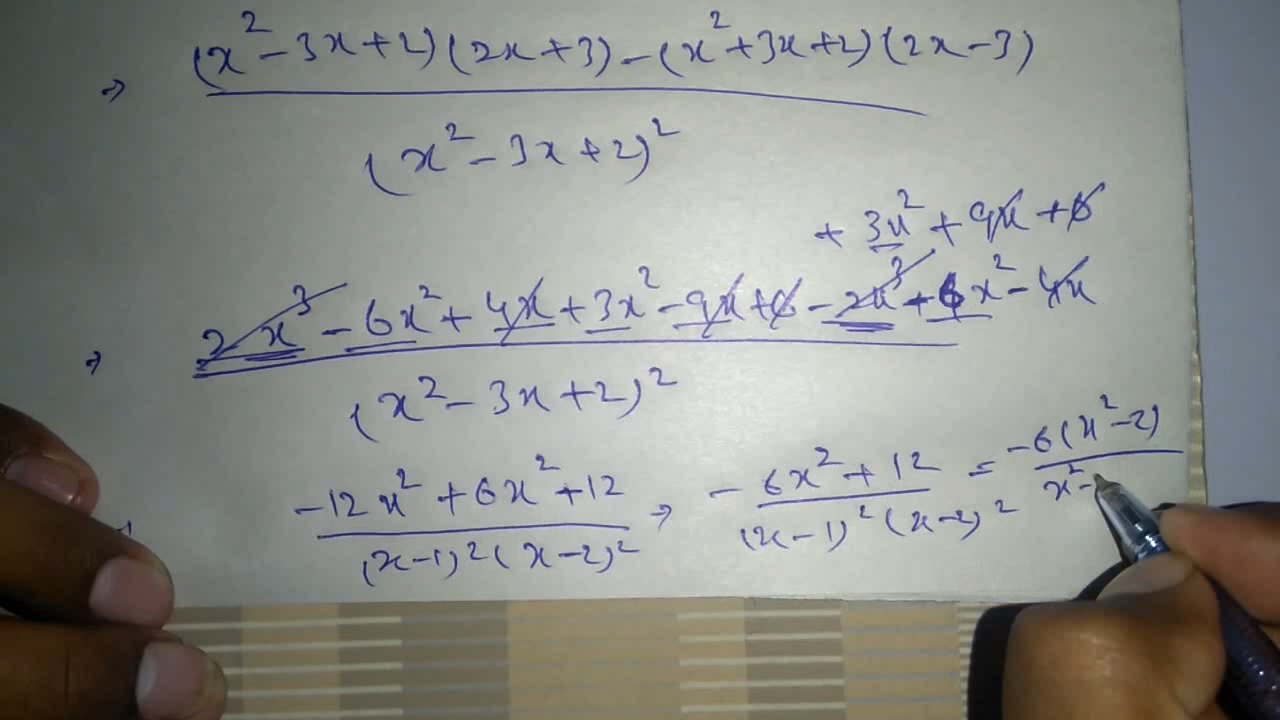 ⇒ (x² - 3x + 2) (2x + 3) - (x² + 3x + 2) (2x - 3)
(x² - 3x + 2)²
+ 3x² + 9x + 6
⇒ 2x³ - 6x² + 4x + 3x² - 9x + 6 - 2x³ + 6x² - 4x
(x² - 3x + 2)²
-12x² + 6x² + 12 ⇒ - 6x² + 12 = -6(x² - 2)
(x-1)² (x-2)² (x-1)² (x-2)² x² -